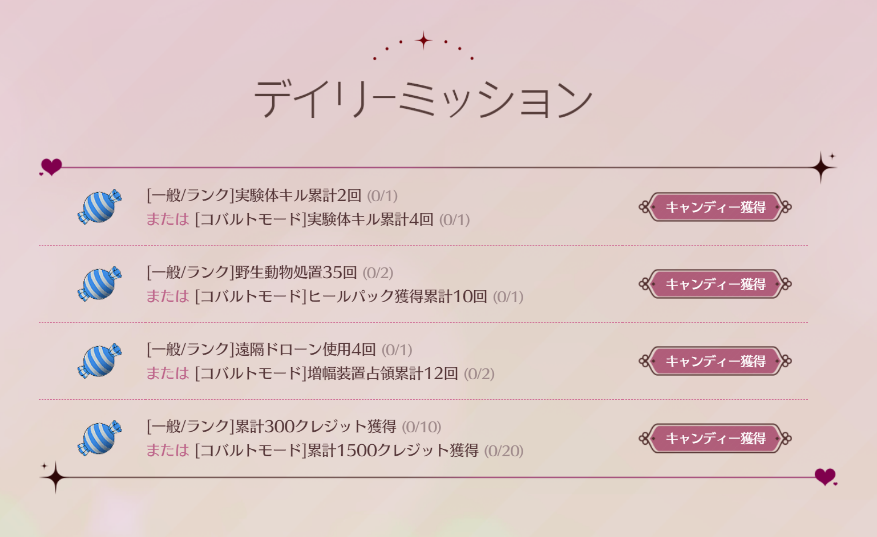 デイリーミッション
[一般/ランク]実験体キル累計2回 (0/1)
または [コバルトモード]実験体キル累計4回 (0/1)
キャンディー獲得
[一般/ランク]野生動物処置35回 (0/2)
または [コバルトモード]ヒールパック獲得累計10回 (0/1)
キャンディー獲得
[一般/ランク]遠隔ドローン使用4回 (0/1)
または [コバルトモード]増幅装置占領累計12回 (0/2)
キャンディー獲得
[一般/ランク]累計300クレジット獲得 (0/10)
または [コバルトモード]累計1500クレジット獲得 (0/20)
キャンディー獲得